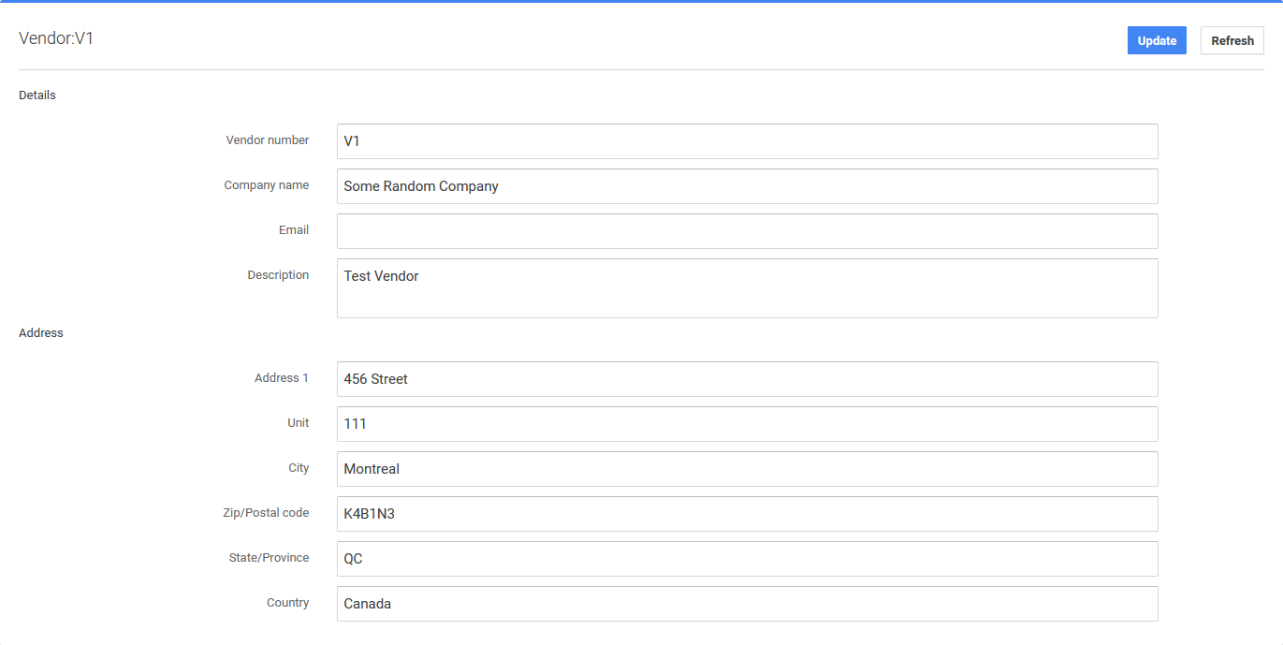 Vendor:V1
Update Refresh
Details
Vendor number V1
Company name Some Random Company
Email
Description Test Vendor
Address
Address 1 456 Street
Unit 111
City Montreal
Zip/Postal code K4B1N3
State/Province QC
Country Canada